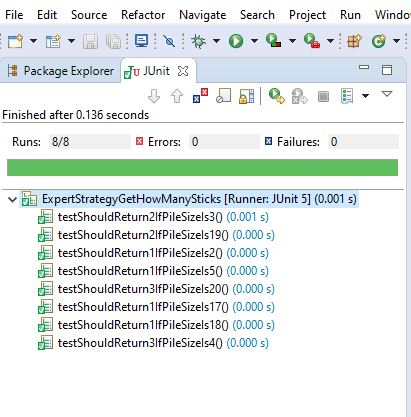 File Edit Source Refactor Navigate Search Project Run Window
Package Explorer JUnit
Finished after 0.136 seconds
Runs: 8/8 Errors: 0 Failures: 0
ExpertStrategyGetHowManySticks [Runner: JUnit 5] (0.001 s)
testShouldReturn2IfPileSizeIs3() (0.001 s)
testShouldReturn2IfPileSizeIs19() (0.000 s)
testShouldReturn1IfPileSizeIs2() (0.000 s)
testShouldReturn1IfPileSizeIs5() (0.000 s)
testShouldReturn3IfPileSizeIs20() (0.000 s)
testShouldReturn1IfPileSizeIs17() (0.000 s)
testShouldReturn1IfPileSizeIs18() (0.000 s)
testShouldReturn3IfPileSizeIs4() (0.000 s)